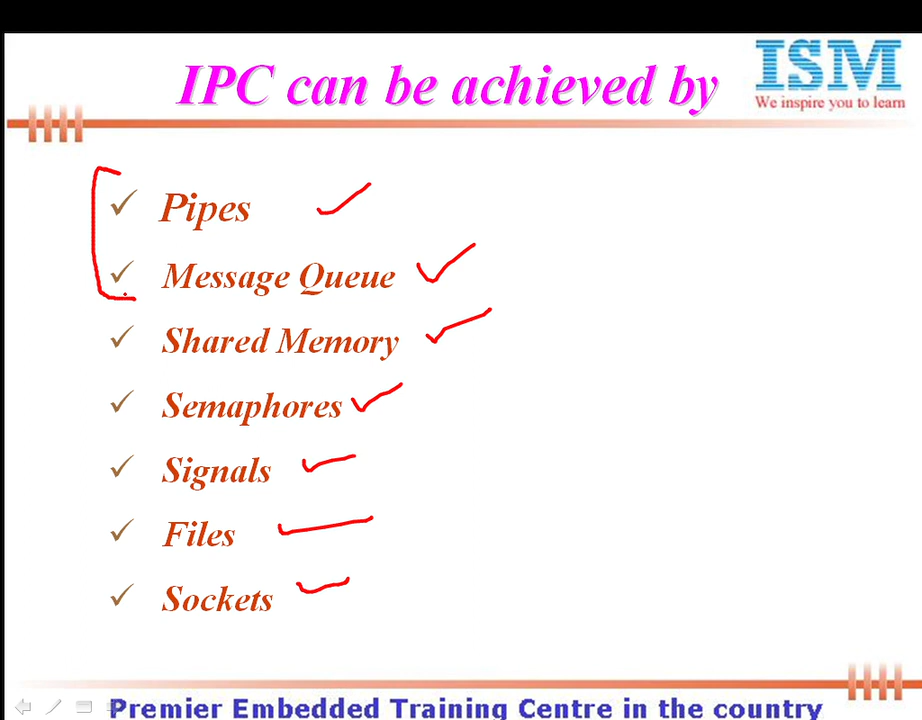 IPC can be achieved by
ISM
We inspire you to learn
Pipes
Message Queue
Shared Memory
Semaphores
Signals
Files
Sockets
Premier Embedded Training Centre in the country